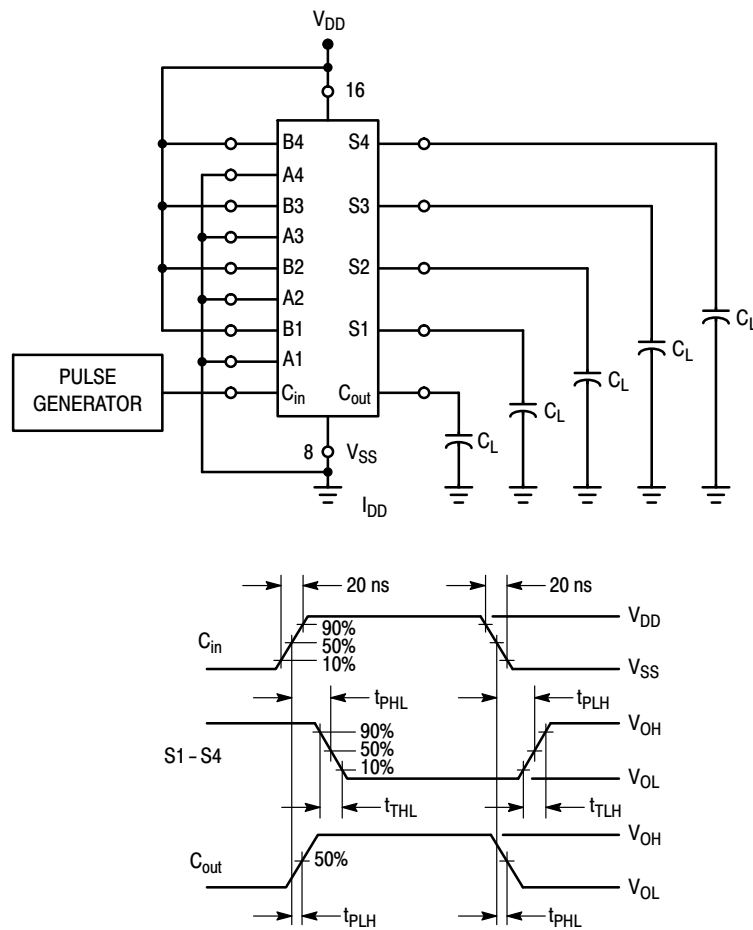 VDD
16
B4 S4
A4
B3 S3
A3
B2 S2
A2
B1 S1
A1
PULSE
GENERATOR
Cin Cout
CL
CL
CL
CL
CL
8 VSS
IDD
20 ns 20 ns
Cin
90%
50%
10%
VDD
VSS
tPHL tPLH
S1 – S4
90%
50%
10%
VOH
VOL
tTHL tTLH
Cout
50%
VOH
VOL
tPLH tPHL